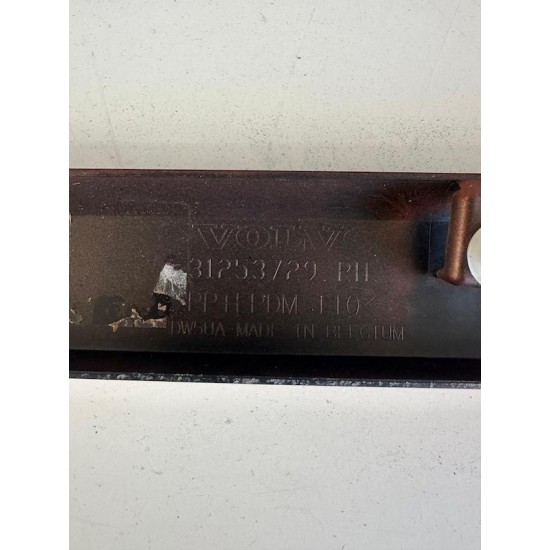 VOLVO
31253729 RH
PP+EPDM T10
DW5UA MADE IN BELGIUM